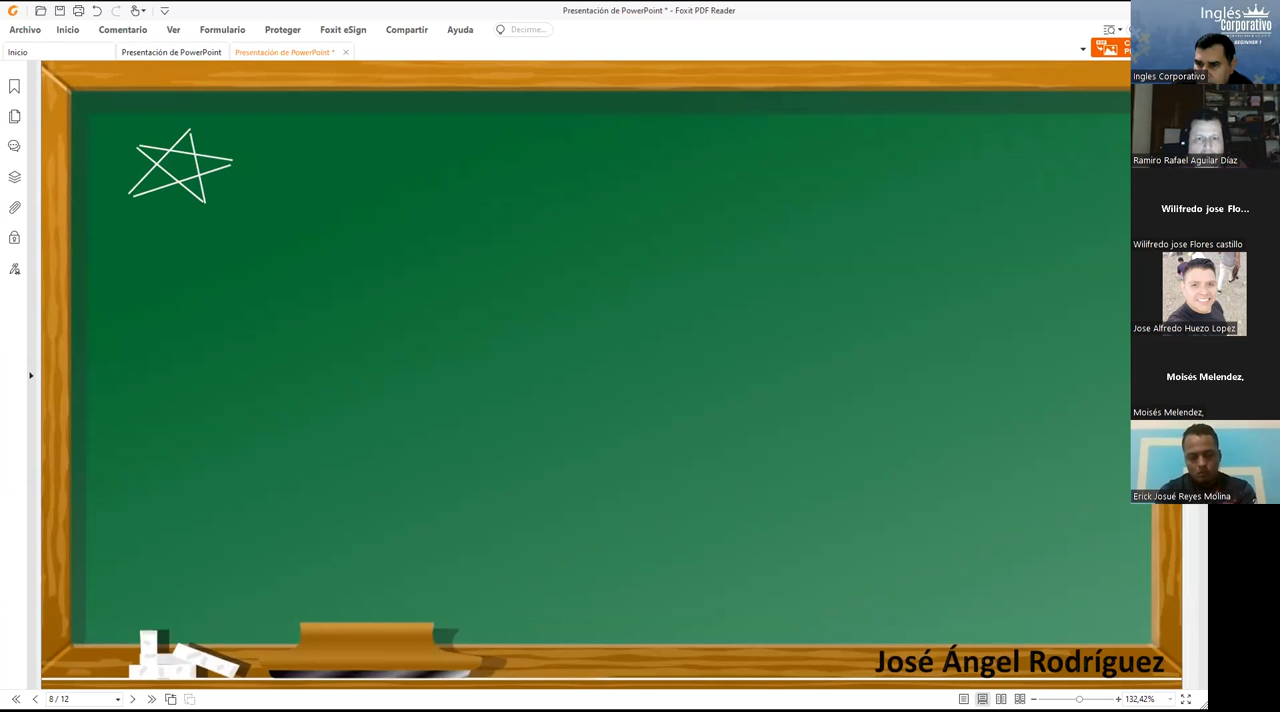 Presentación de PowerPoint * - Foxit PDF Reader
Archivo Inicio Comentario Ver Formulario Proteger Foxit eSign Compartir Ayuda Decirme...
Inicio Presentación de PowerPoint Presentación de PowerPoint *
Inglés
Corporativo
BEGINNER 1
Ingles Corporativo
Ramiro Rafael Aguilar Díaz
Wilifredo jose Flo...
Wilifredo jose Flores castillo
Jose Alfredo Huezo Lopez
Moisés Melendez,
Moisés Melendez,
Erick Josué Reyes Molina
José Ángel Rodríguez
8 / 12
132,42%